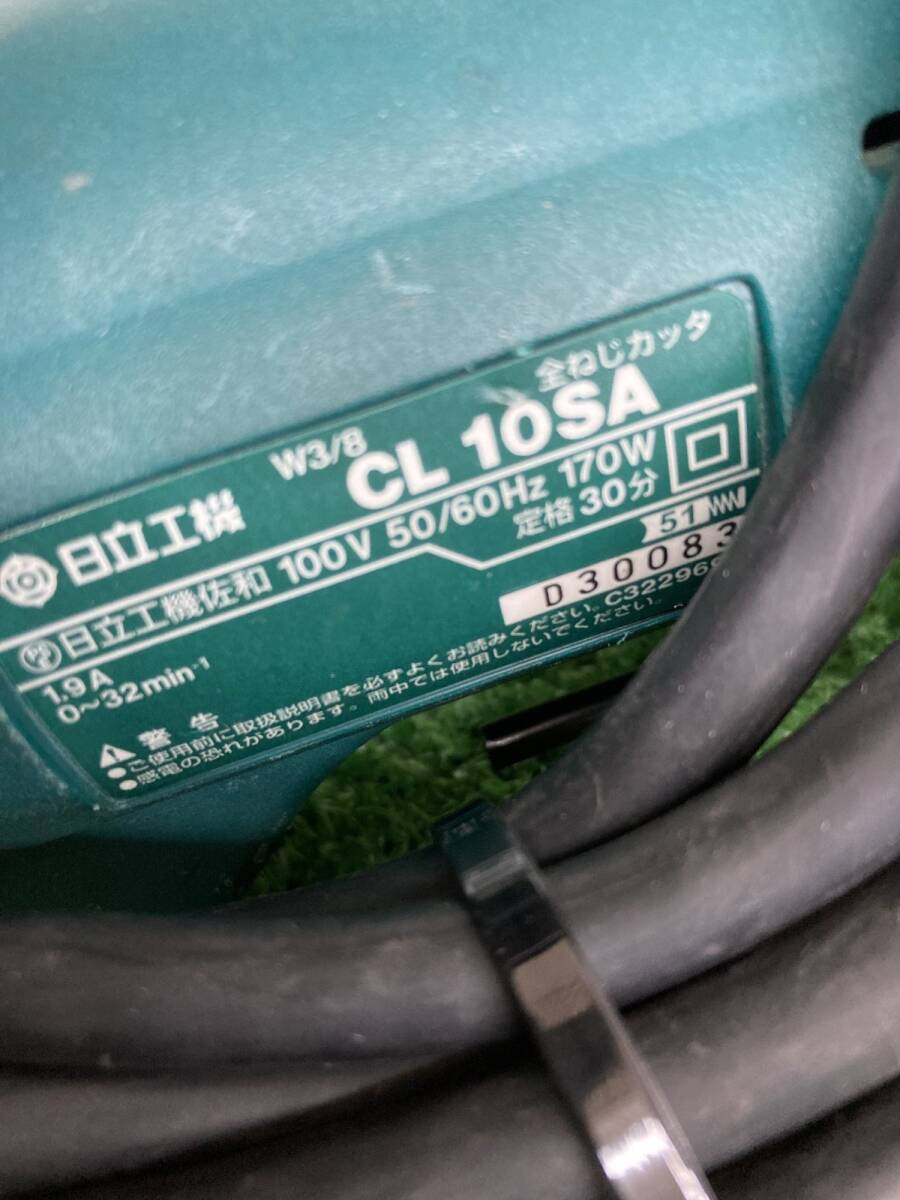 全ねじカッタ
W3/8 CL 10SA
日立工機
日立工機佐和 100V 50/60Hz 170W
定格 30分
51
1.9A
0~32min-1
D30083
警告
●ご使用前に取扱説明書を必ずよくお読みください。
●感電の恐れがあります。雨中では使用しないでください。